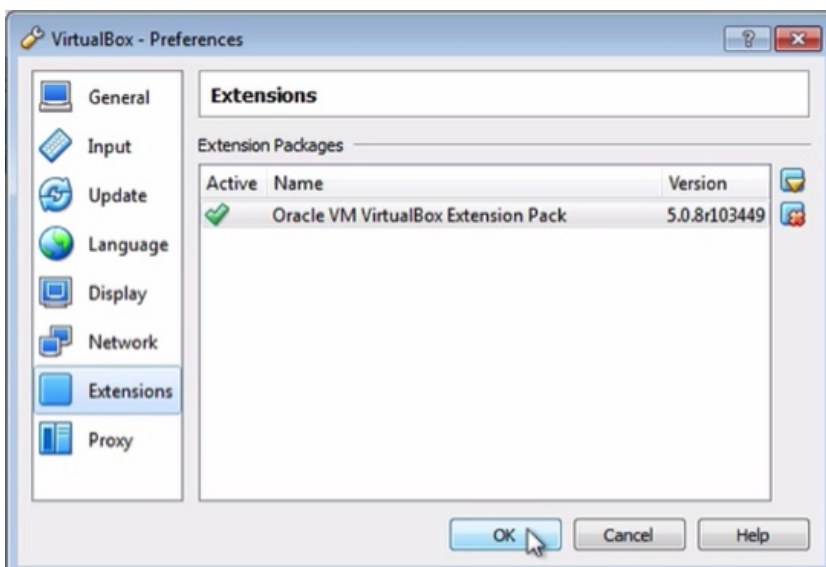 VirtualBox - Preferences
General
Input
Update
Language
Display
Network
Extensions
Proxy
Extensions
Extension Packages
Active Name Version
Oracle VM VirtualBox Extension Pack 5.0.8r103449
OK Cancel Help